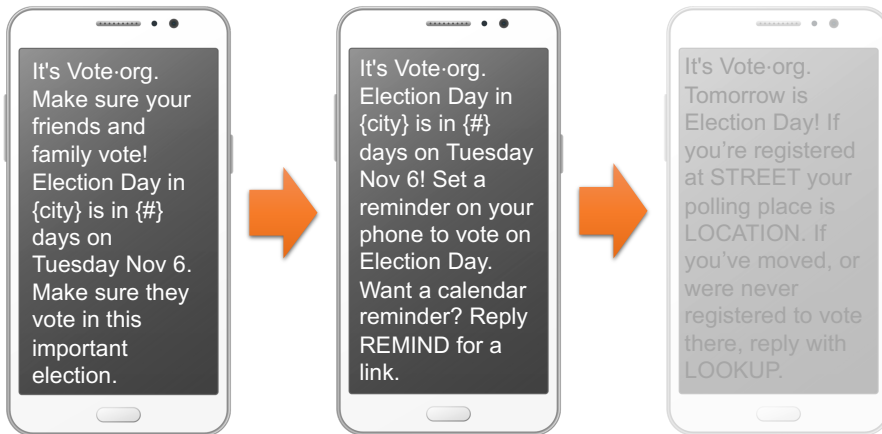 It's Vote·org.
Make sure your
friends and
family vote!
Election Day in
{city} is in {#}
days on
Tuesday Nov 6.
Make sure they
vote in this
important
election.
It's Vote·org.
Election Day in
{city} is in {#}
days on Tuesday
Nov 6! Set a
reminder on your
phone to vote on
Election Day.
Want a calendar
reminder? Reply
REMIND for a
link.
It's Vote·org.
Tomorrow is
Election Day! If
you're registered
at STREET your
polling place is
LOCATION. If
you've moved, or
were never
registered to vote
there, reply with
LOOKUP.